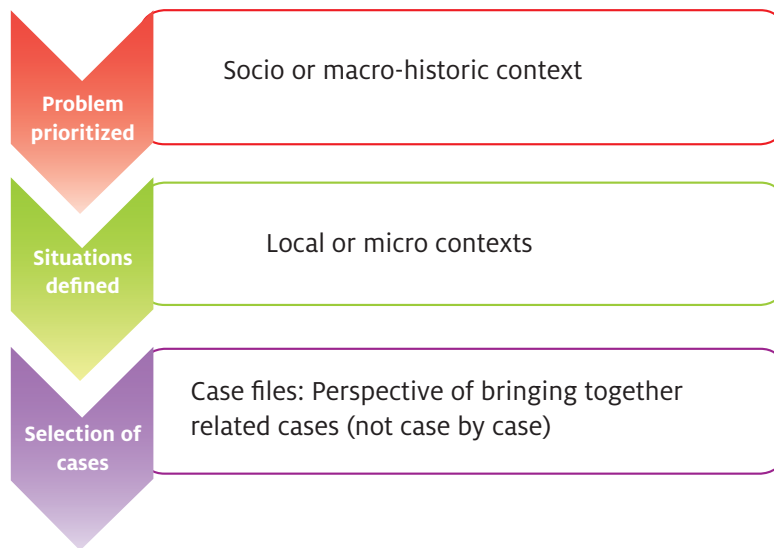 Problem
prioritized
Socio or macro-historic context
Situations
defined
Local or micro contexts
Selection of
cases
Case files: Perspective of bringing together
related cases (not case by case)